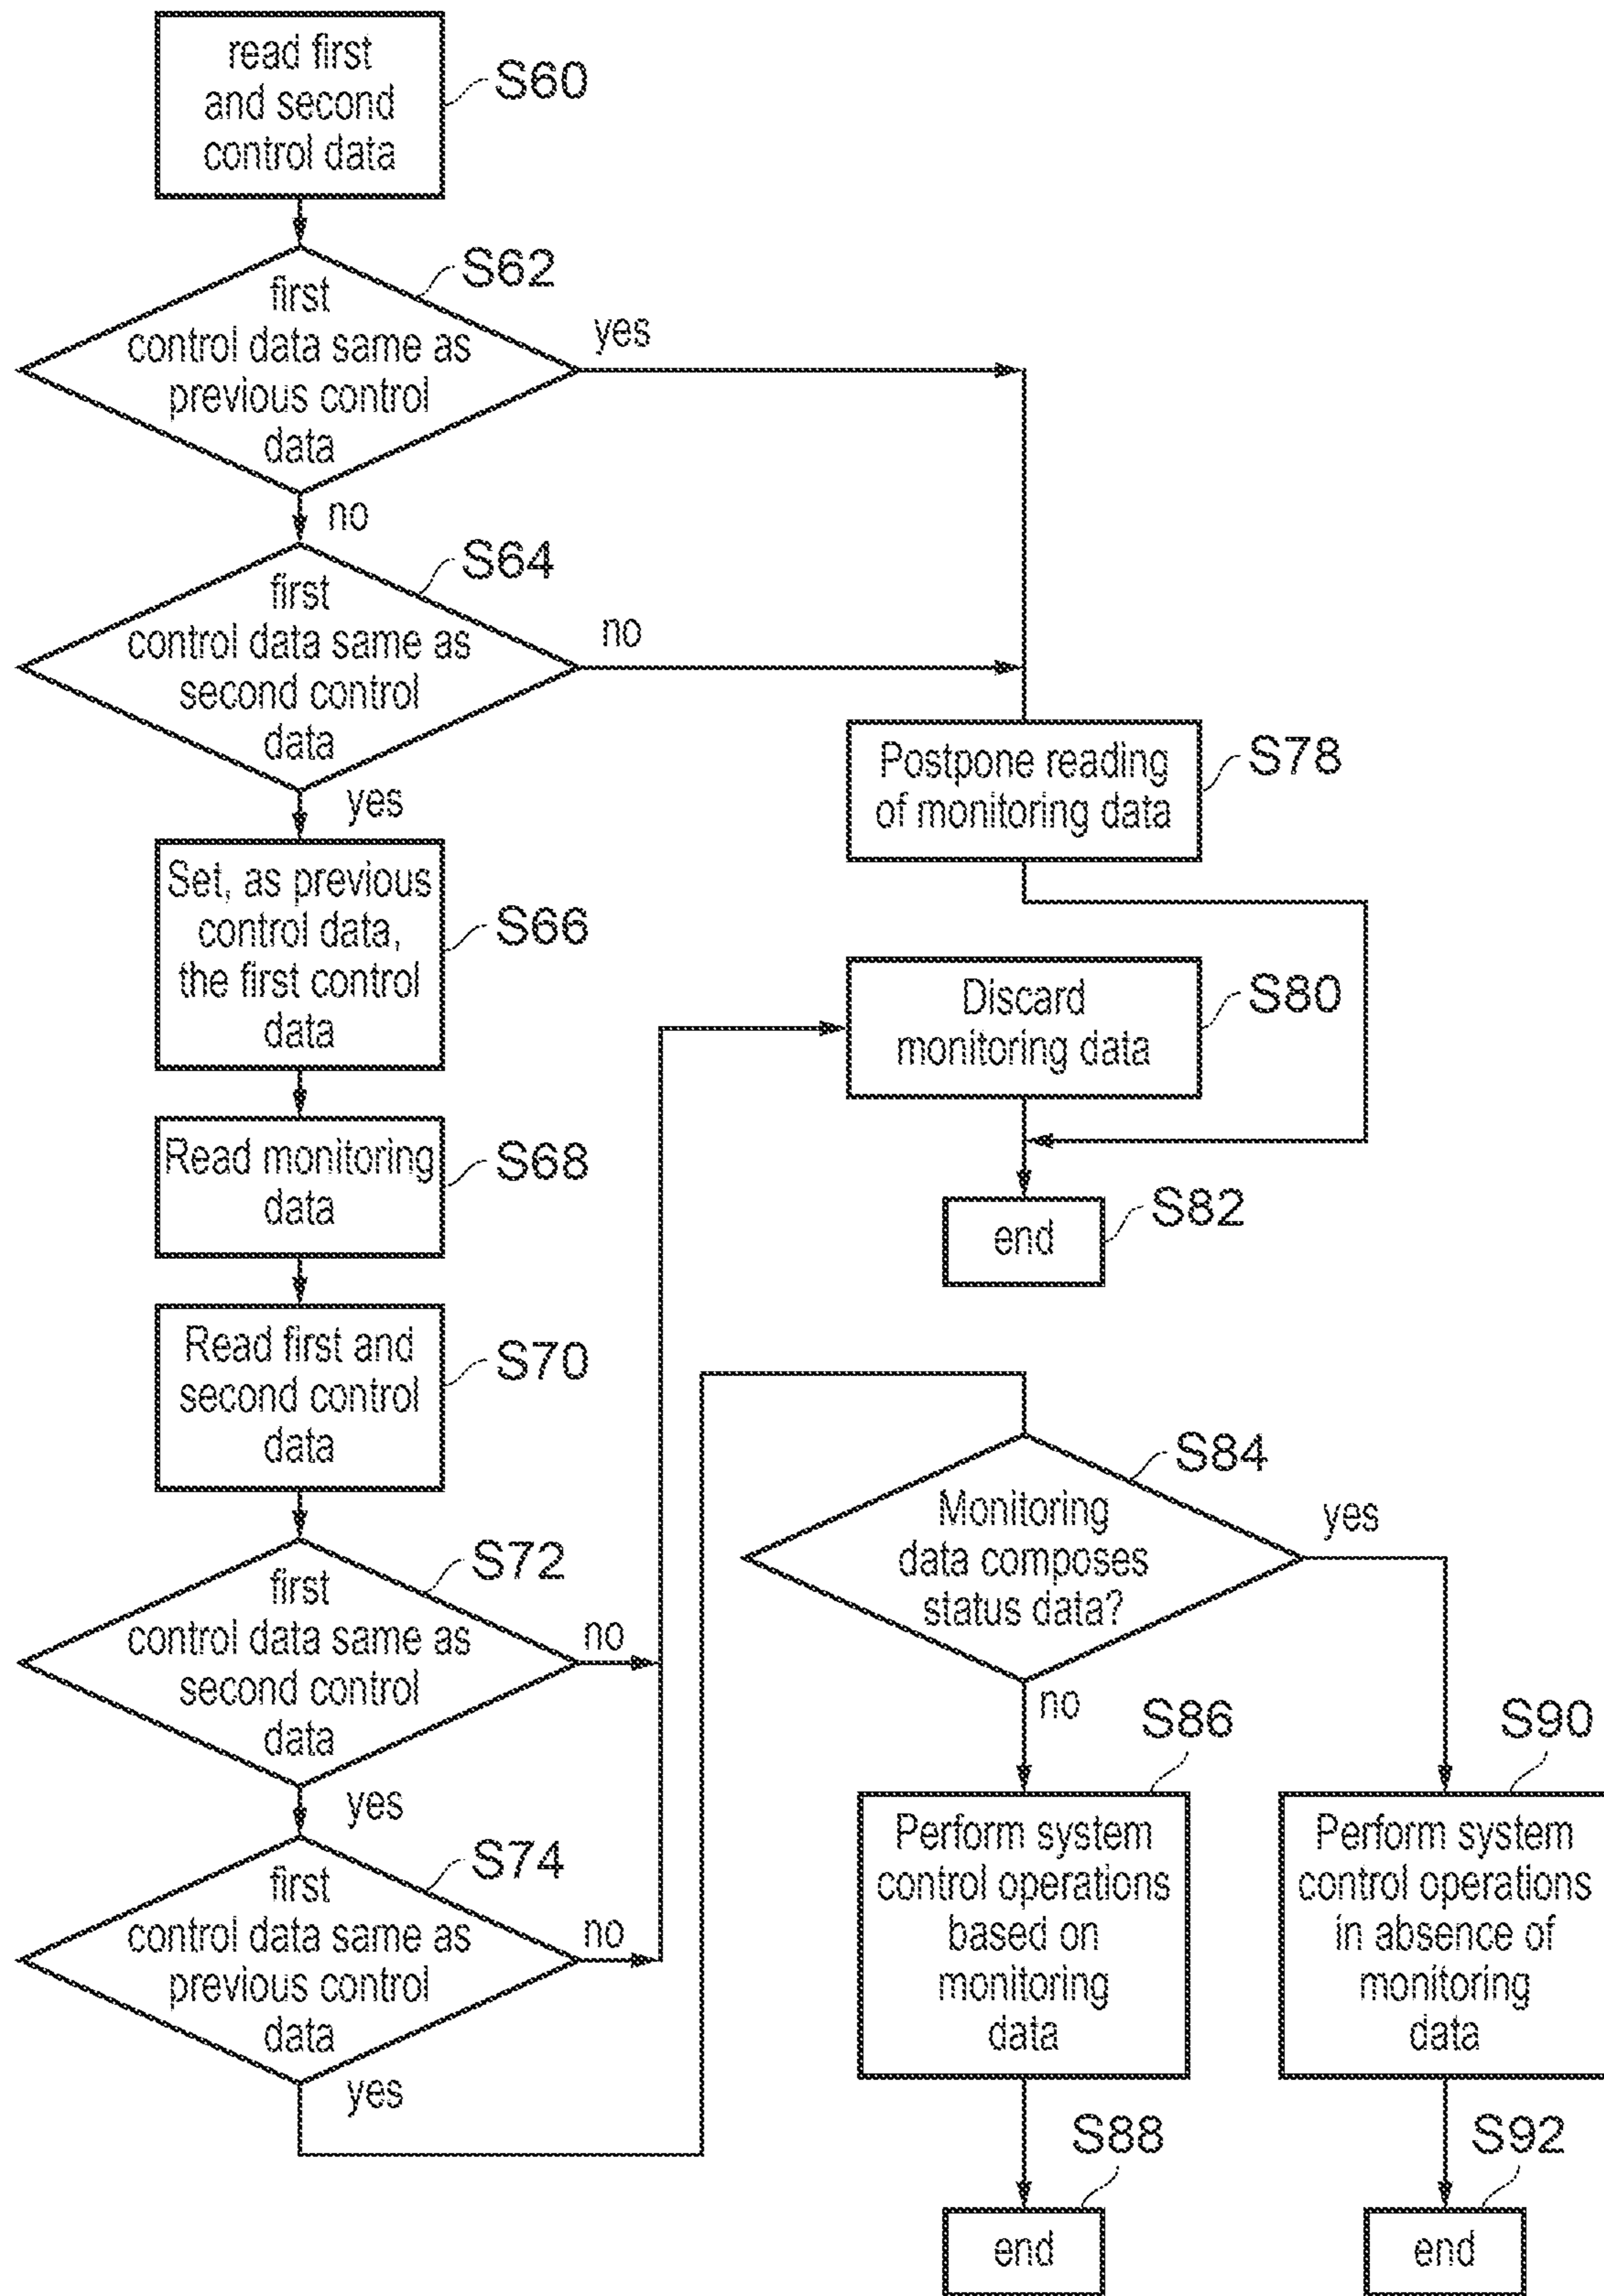 read first
and second
control data
S60
first
control data same as
previous control
data
S62
yes
no
first
control data same as
second control
data
S64
no
yes
Set, as previous
control data,
the first control
data
S66
Read monitoring
data
S68
Read first and
second control
data
S70
first
control data same as
second control
data
S72
no
yes
first
control data same as
previous control
data
S74
no
yes
Postpone reading
of monitoring data
S78
Discard
monitoring data
S80
end
S82
Monitoring
data composes
status data?
S84
yes
no
S86
Perform system
control operations
based on
monitoring
data
S88
end
S90
Perform system
control operations
in absence of
monitoring
data
S92
end